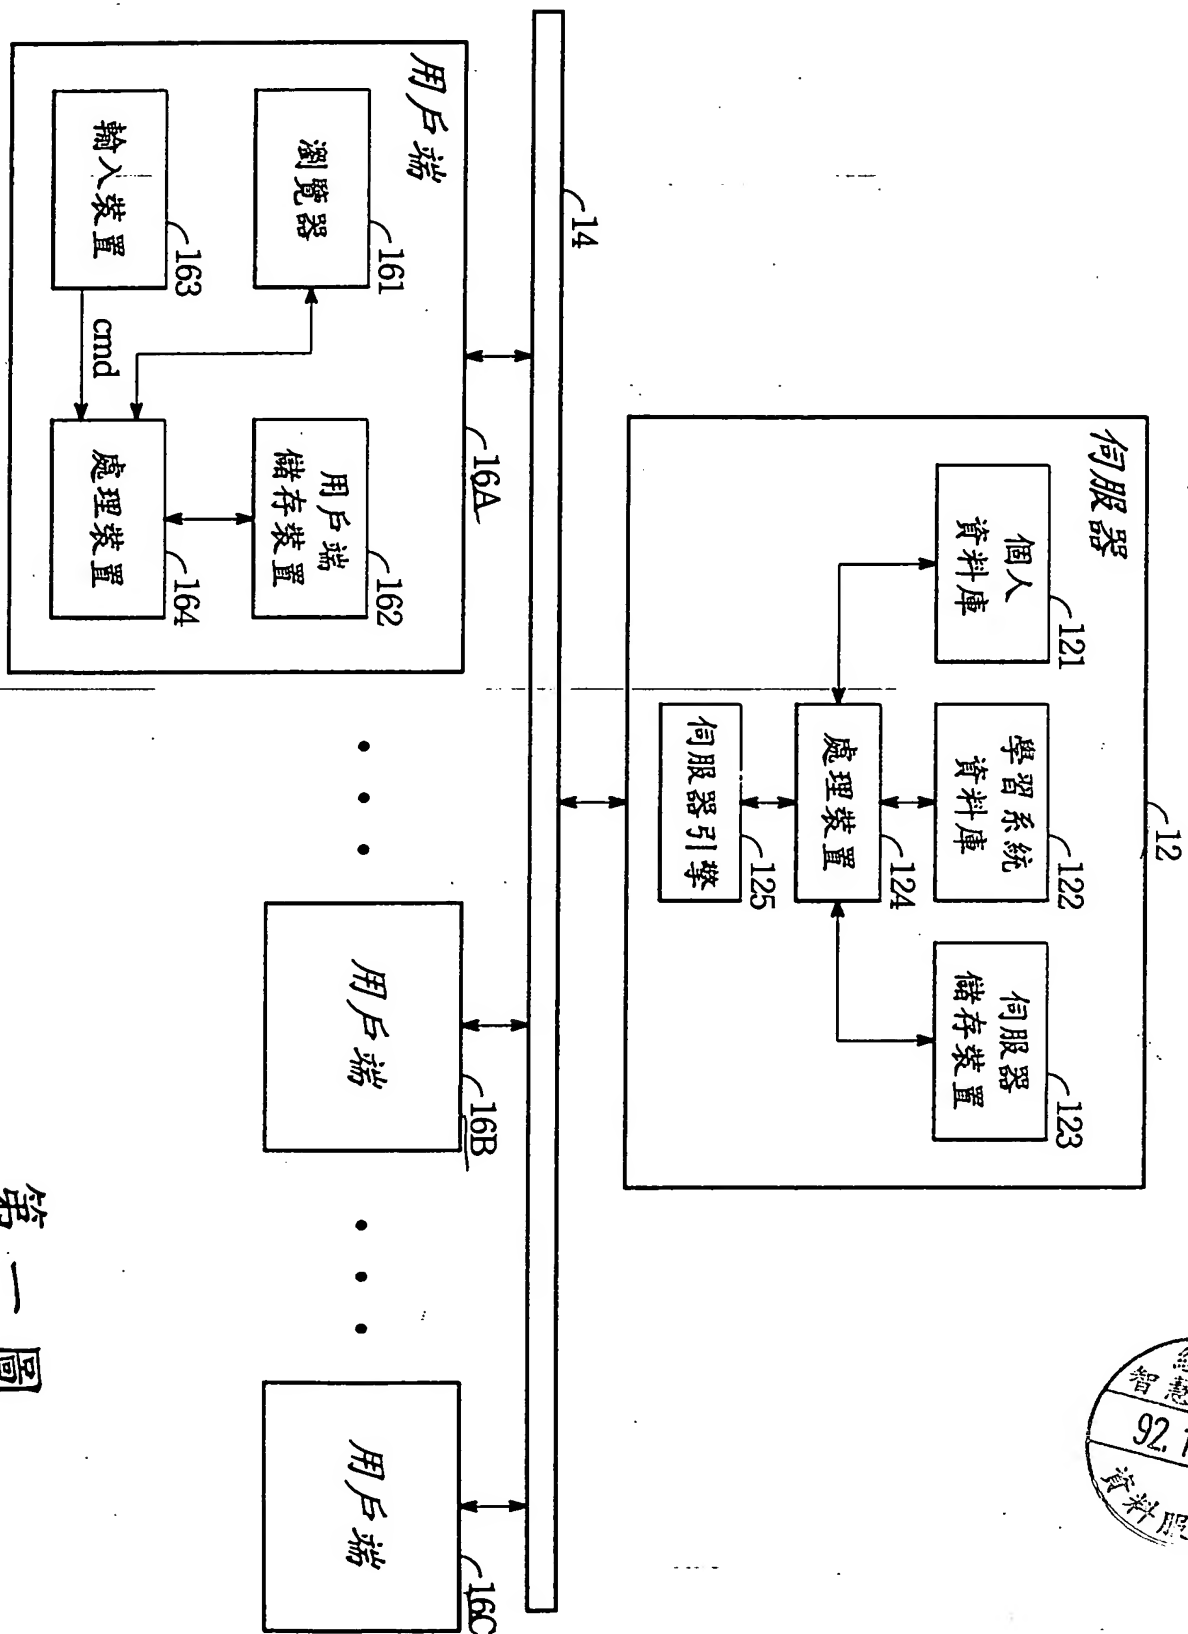 伺服器
12
個人
資料庫
121
學習系統
資料庫
122
伺服器
儲存裝置
123
處理裝置
124
伺服器引擎
125
14
用戶端
16A
瀏覽器
161
用戶端
儲存裝置
162
輸入裝置
163
cmd
處理裝置
164
用戶端
16B
用戶端
16C
第一圖
智慧
92.1
資料服